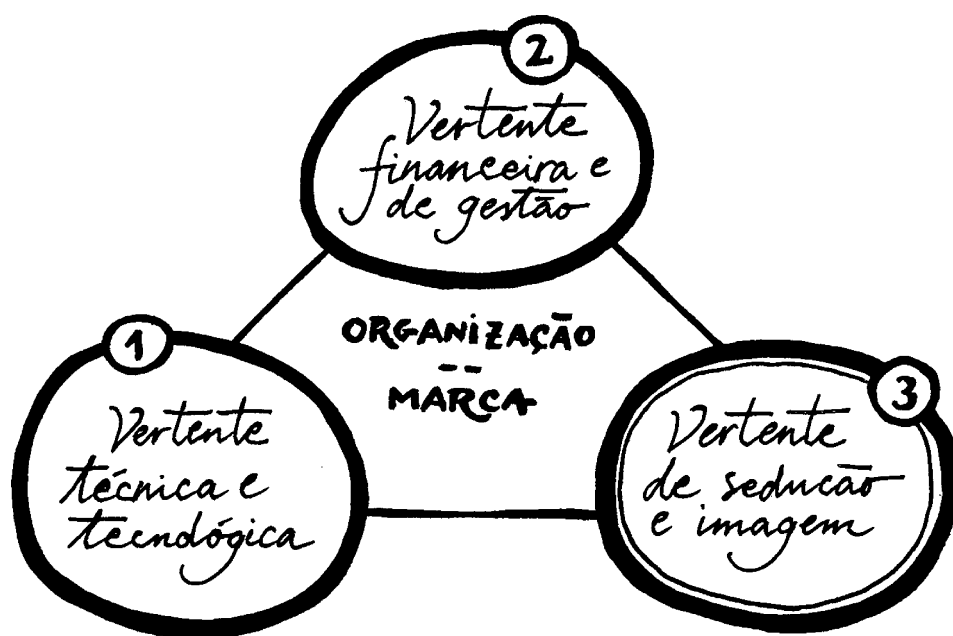 2
Vertente
financeira e
de gestão
ORGANIZAÇÃO
--
MARCA
1
Vertente
técnica e
tecnológica
3
Vertente
de sedução
e imagem